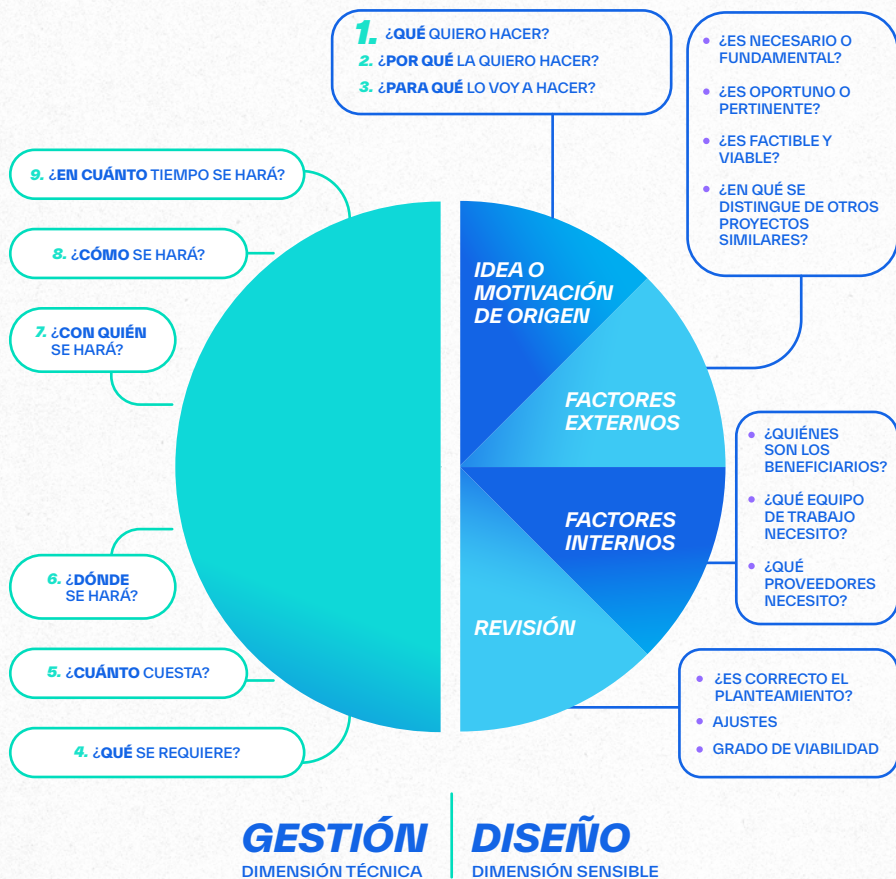 1. ¿QUÉ QUIERO HACER?
2. ¿POR QUÉ LA QUIERO HACER?
3. ¿PARA QUÉ LO VOY A HACER?
¿ES NECESARIO O
FUNDAMENTAL?
¿ES OPORTUNO O
PERTINENTE?
¿ES FACTIBLE Y
VIABLE?
¿EN QUÉ SE
DISTINGUE DE OTROS
PROYECTOS
SIMILARES?
9. ¿EN CUÁNTO TIEMPO SE HARÁ?
8. ¿CÓMO SE HARÁ?
7. ¿CON QUIÉN
SE HARÁ?
6. ¿DÓNDE
SE HARÁ?
5. ¿CUÁNTO CUESTA?
4. ¿QUÉ SE REQUIERE?
IDEA O
MOTIVACIÓN
DE ORIGEN
FACTORES
EXTERNOS
FACTORES
INTERNOS
REVISIÓN
¿QUIÉNES
SON LOS
BENEFICIARIOS?
¿QUÉ EQUIPO
DE TRABAJO
NECESITO?
¿QUÉ
PROVEEDORES
NECESITO?
¿ES CORRECTO EL
PLANTEAMIENTO?
AJUSTES
GRADO DE VIABILIDAD
GESTIÓN
DIMENSIÓN TÉCNICA
DISEÑO
DIMENSIÓN SENSIBLE